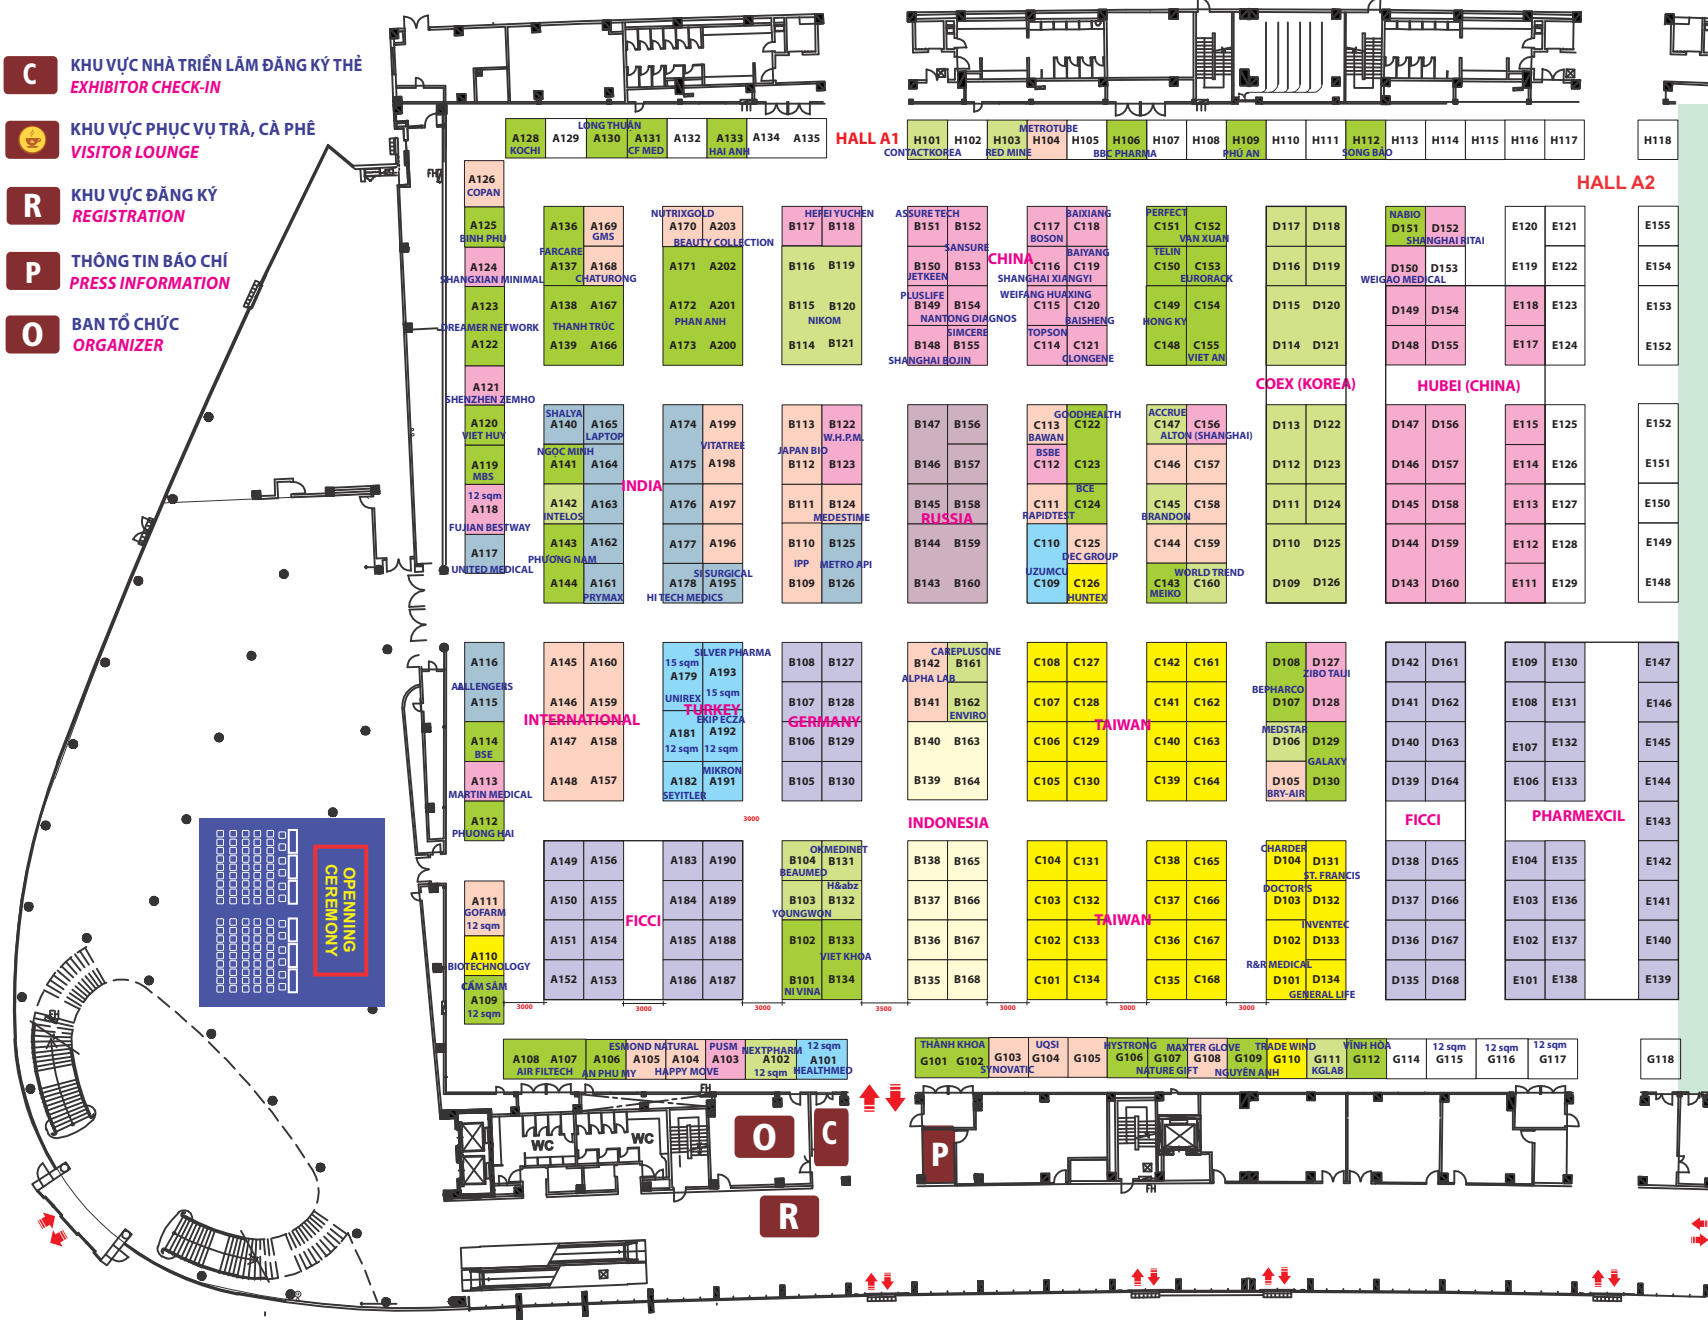 C
KHU VỰC NHÀ TRIỂN LÃM ĐĂNG KÝ THẺ
EXHIBITOR CHECK-IN
KHU VỰC PHỤC VỤ TRÀ, CÀ PHÊ
VISITOR LOUNGE
R
KHU VỰC ĐĂNG KÝ
REGISTRATION
P
THÔNG TIN BÁO CHÍ
PRESS INFORMATION
O
BAN TỔ CHỨC
ORGANIZER
LONG THUẬN
A128 A129 A130 A131 A132 A133 A134 A135
KOCHI CF MED HAI ANH
HALL A1
METROTUBE
H101 H102 H103 H104 H105 H106 H107 H108 H109 H110 H111 H112 H113 H114 H115 H116 H117 H118
CONTACTKOREA RED MINE BBC PHARMA PHÚ AN SONG BẢO
HALL A2
FH
A126
COPAN
A125
BINH PHU
A124
SHANGXIAN MINIMAL
A123
DREAMER NETWORK
A122
A121
SHENZHEN ZEMHO
A120
VIET HUY
A119
MBS
12 sqm
A118
FUJIAN BESTWAY
A117
UNITED MEDICAL
A116
ALLENGERS
A115
A114
BSE
A113
MARTIN MEDICAL
A112
PHUONG HAI
A111
GOFARM
12 sqm
A110
BIOTECHNOLOGY
CẨM SÂM
A109
12 sqm
A136 A169
GMS
FARCARE
A137 A168
CHATURONG
A138 A167
THANH TRÚC
A139 A166
NUTRIXGOLD
A170 A203
BEAUTY COLLECTION
A171 A202
A172 A201
PHAN ANH
A173 A200
HEFEI YUCHEN
B117 B118
B116 B119
B115 B120
NIKOM
B114 B121
ASSURE TECH
B151 B152
SANSURE
B150 B153
JETKEEN
PLUSLIFE
B149 B154
NANTONG DIAGNOS
SIMCERE
B148 B155
SHANGHAI BOJIN
CHINA
BAIXIANG
C117 C118
BOSON
BAIYANG
C116 C119
SHANGHAI XIANGYI
WEIFANG HUAXING
C115 C120
BAISHENG
TOPSON
C114 C121
CLONGENE
PERFECT
C151 C152
VAN XUAN
TELIN
C150 C153
EURORACK
C149 C154
HONG KY
C148 C155
VIET AN
D117 D118
D116 D119
D115 D120
D114 D121
COEX (KOREA)
NABIO
D151 D152
SHANGHAI RITAI
D150 D153
WEIGAO MEDICAL
D149 D154
D148 D155
HUBEI (CHINA)
E120 E121
E119 E122
E118 E123
E117 E124
E155
E154
E153
E152
SHALYA
A140 A165
LAPTOP
NGỌC MINH
A141 A164
A142 A163
INTELOS
A143 A162
PHƯƠNG NAM
A144 A161
PRYMAX
INDIA
A174 A199
VITATREE
A175 A198
A176 A197
A177 A196
SI SURGICAL
A178 A195
HI TECH MEDICS
B113 B122
W.H.P.M.
JAPAN BIO
B112 B123
B111 B124
MEDESTIME
B110 B125
IPP METRO API
B109 B126
B147 B156
B146 B157
B145 B158
RUSSIA
B144 B159
B143 B160
GOODHEALTH
C113 C122
BAWAN
BSBE
C112 C123
BCE
C111 C124
RAPIDTEST
C110 C125
DEC GROUP
UZUMCU
C109 C126
HUNTEX
ACCRUE
C147 C156
ALTON (SHANGHAI)
C146 C157
C145 C158
BRANDON
C144 C159
WORLD TREND
C143 C160
MEIKO
D113 D122
D112 D123
D111 D124
D110 D125
D109 D126
D147 D156
D146 D157
D145 D158
D144 D159
D143 D160
E115 E125
E114 E126
E113 E127
E112 E128
E111 E129
E152
E151
E150
E149
E148
A145 A160
A146 A159
INTERNATIONAL
A147 A158
A148 A157
SILVER PHARMA
15 sqm
A179 A193
UNIREX 15 sqm
TURKEY
EKIP ECZA
A181 A192
12 sqm 12 sqm
MIKRON
A182 A191
SEYITLER
3000
B108 B127
B107 B128
GERMANY
B106 B129
B105 B130
CAREPLUSONE
B142 B161
ALPHA LAB
B141 B162
ENVIRO
B140 B163
B139 B164
INDONESIA
C108 C127
C107 C128
TAIWAN
C106 C129
C105 C130
C142 C161
C141 C162
C140 C163
C139 C164
D108 D127
ZIBO TAIJI
BEPHARCO
D107 D128
MEDSTAR
D106 D129
GALAXY
D105 D130
BRY-AIR
D142 D161
D141 D162
D140 D163
D139 D164
FICCI
E109 E130
E108 E131
E107 E132
E106 E133
PHARMEXCIL
E147
E146
E145
E144
E143
E142
E141
E140
E139
A149 A156
A150 A155
A151 A154
A152 A153
FICCI
A183 A190
A184 A189
A185 A188
A186 A187
OKMEDINET
B104 B131
BEAUMED
H&abz
B103 B132
YOUNGWON
B102 B133
VIET KHOA
B101 B134
NI VINA
B138 B165
B137 B166
B136 B167
B135 B168
C104 C131
C103 C132
TAIWAN
C102 C133
C101 C134
C138 C165
C137 C166
C136 C167
C135 C168
CHARDER
D104 D131
ST. FRANCIS
DOCTOR'S
D103 D132
INVENTEC
D102 D133
R&R MEDICAL
D101 D134
GENERAL LIFE
D138 D165
D137 D166
D136 D167
D135 D168
E104 E135
E103 E136
E102 E137
E101 E138
3000 3000 3000 3500 3000 3000 3000
OPENNING
CEREMONY
ESMOND NATURAL PUSM NEXTPHARM 12 sqm
A108 A107 A106 A105 A104 A103 A102 A101
AIR FILTECH AN PHU MY HAPPY MOVE 12 sqm HEALTHMED
THÀNH KHOA UQSI HYSTRONG MAXTER GLOVE TRADE WIND VĨNH HÒA 12 sqm 12 sqm 12 sqm
G101 G102 G103 G104 G105 G106 G107 G108 G109 G110 G111 G112 G114 G115 G116 G117 G118
SYNOVATIC NATURE GIFT NGUYÊN ANH KGLAB
FH
FH
WC WC
O
C
P
R
FH